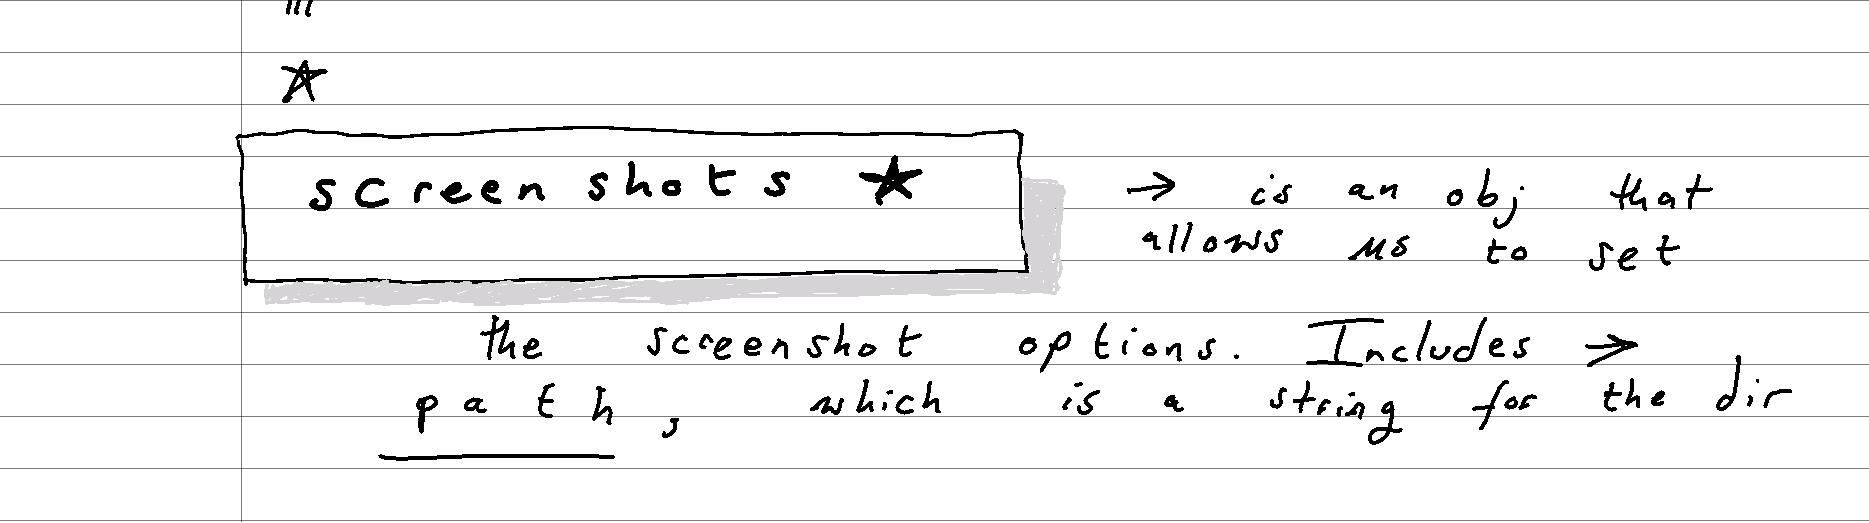 ☆
screenshots ★ → is an obj that
allows us to set
the screenshot options. Includes →
path, which is a string for the dir